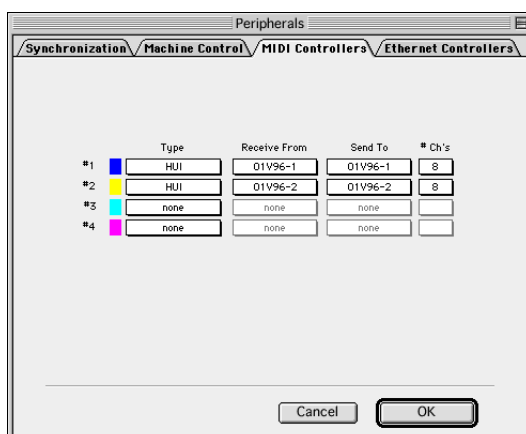 Peripherals
Synchronization Machine Control MIDI Controllers Ethernet Controllers
Type Receive From Send To # Ch's
#1 HUI 01V96-1 01V96-1 8
#2 HUI 01V96-2 01V96-2 8
#3 none none none
#4 none none none
Cancel OK